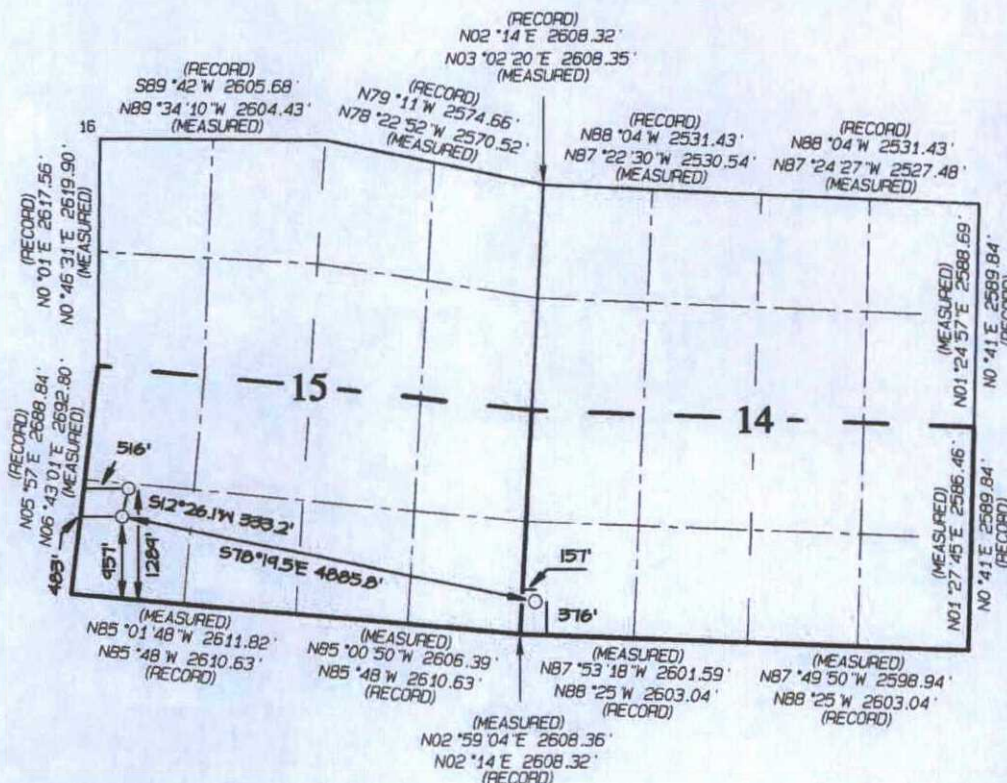 (RECORD)
N02 °14'E 2608.32'
N03 °02'20"E 2608.35'
(MEASURED)
(RECORD)
S89 °42'W 2605.68'
N89 °34'10"W 2604.43'
(MEASURED)
(RECORD)
N79 °11'W 2574.66'
N78 °22'52"W 2570.52'
(MEASURED)
(RECORD)
N88 °04'W 2531.43'
N87 °22'30"W 2530.54'
(MEASURED)
(RECORD)
N88 °04'W 2531.43'
N87 °24'27"W 2527.48'
(MEASURED)
16
(RECORD)
N0 °01'E 2617.56'
N0 °46'31"E 2619.90'
(MEASURED)
(MEASURED)
N01 °24'57"E 2588.69'
N0 °41'E 2589.84'
(RECORD)
15
14
(RECORD)
N05 °57'E 2688.84'
N06 °43'01"E 2692.80'
(MEASURED)
516'
S12°26.1'W 333.2'
S78°19.5'E 4885.8'
483'
957'
1284'
157'
376'
(MEASURED)
N01 °27'45"E 2586.46'
N0 °41'E 2589.84'
(RECORD)
(MEASURED)
N85 °01'48"W 2611.82'
N85 °48'W 2610.63'
(RECORD)
(MEASURED)
N85 °00'50"W 2606.39'
N85 °48'W 2610.63'
(RECORD)
(MEASURED)
N87 °53'18"W 2601.59'
N88 °25'W 2603.04'
(RECORD)
(MEASURED)
N87 °49'50"W 2598.94'
N88 °25'W 2603.04'
(RECORD)
(MEASURED)
N02 °59'04"E 2608.36'
N02 °14'E 2608.32'
(RECORD)